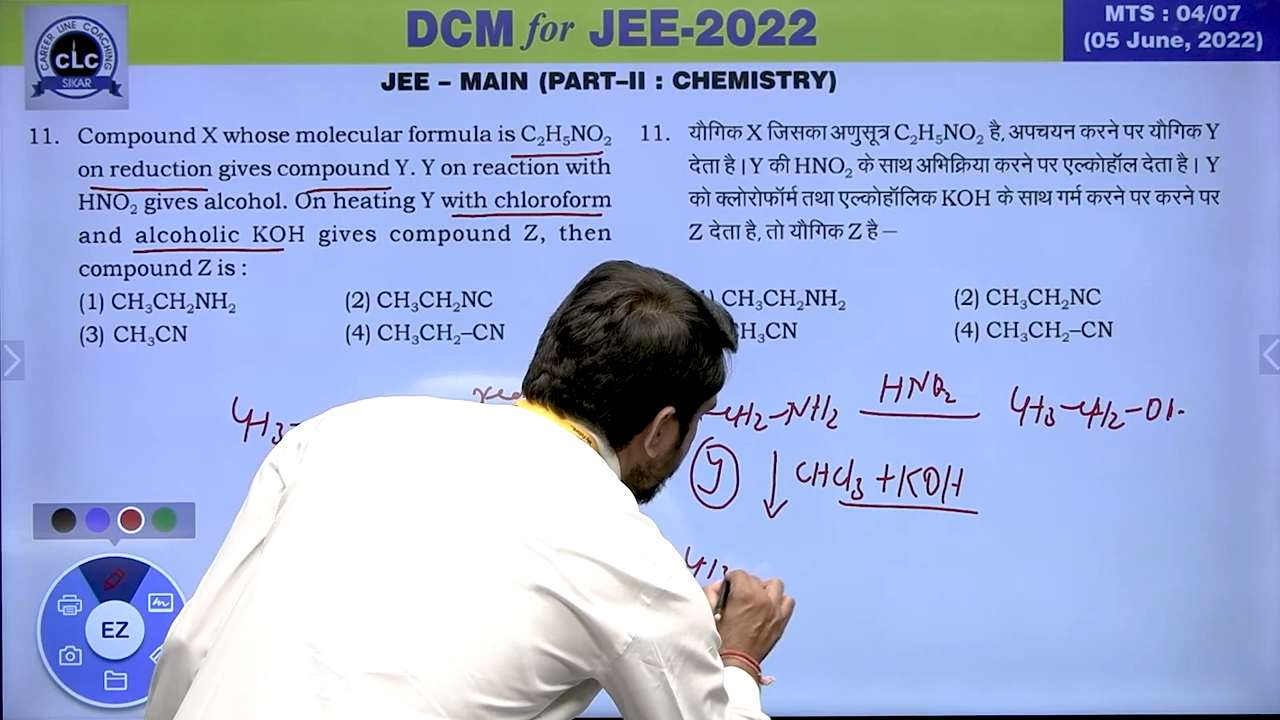 CAREER LINE COACHING
CLC
SIKAR
DCM for JEE-2022
MTS : 04/07
(05 June, 2022)
JEE – MAIN (PART–II : CHEMISTRY)
11. Compound X whose molecular formula is C₂H₅NO₂
on reduction gives compound Y. Y on reaction with
HNO₂ gives alcohol. On heating Y with chloroform
and alcoholic KOH gives compound Z, then
compound Z is :
(1) CH₃CH₂NH₂ (2) CH₃CH₂NC
(3) CH₃CN (4) CH₃CH₂–CN
11. यौगिक X जिसका अणुसूत्र C₂H₅NO₂ है, अपचयन करने पर यौगिक Y
देता है। Y की HNO₂ के साथ अभिक्रिया करने पर एल्कोहॉल देता है। Y
को क्लोरोफॉर्म तथा एल्कोहॉलिक KOH के साथ गर्म करने पर करने पर
Z देता है, तो यौगिक Z है –
CH₃CH₂NH₂ (2) CH₃CH₂NC
CH₃CN (4) CH₃CH₂–CN
CH₃–
CH₂–NH₂ HNO₂ CH₃–CH₂–OH
Y CHCl₃ + KOH
EZ